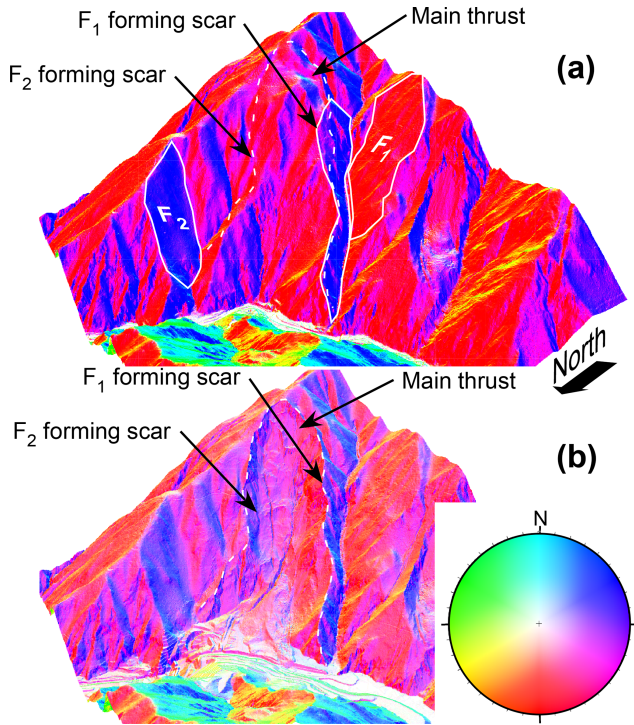 F1 forming scar
Main thrust
(a)
F2 forming scar
F1
F2
North
F1 forming scar
Main thrust
F2 forming scar
(b)
N